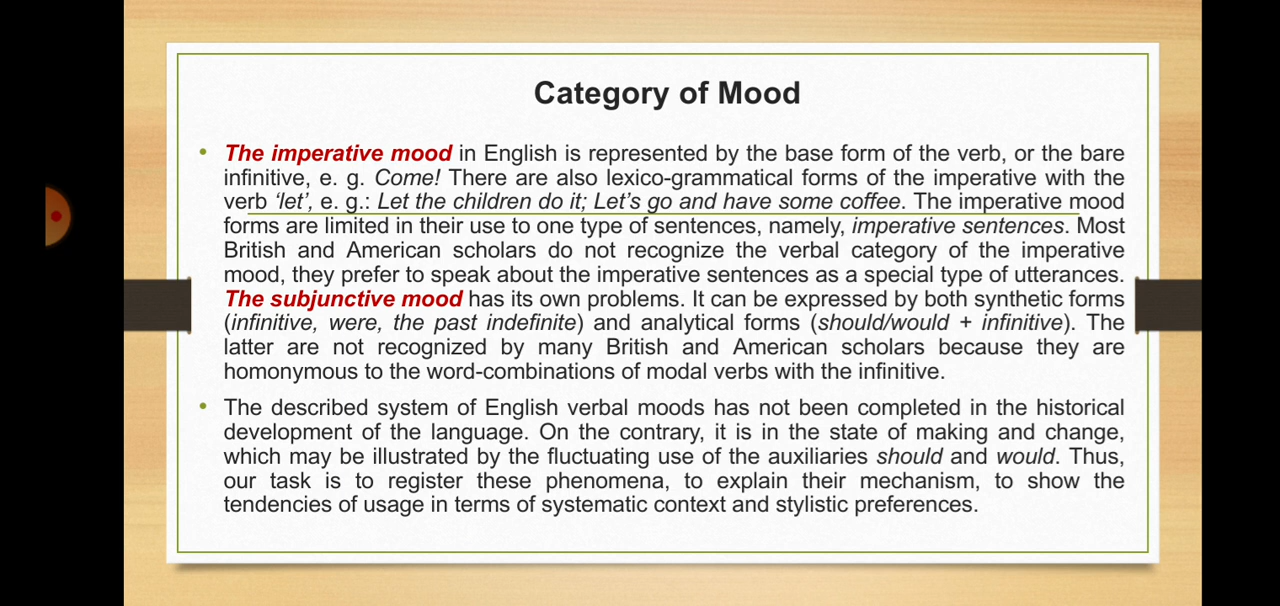 Category of Mood
• The imperative mood in English is represented by the base form of the verb, or the bare
infinitive, e. g. Come! There are also lexico-grammatical forms of the imperative with the
verb ‘let’, e. g.: Let the children do it; Let’s go and have some coffee. The imperative mood
forms are limited in their use to one type of sentences, namely, imperative sentences. Most
British and American scholars do not recognize the verbal category of the imperative
mood, they prefer to speak about the imperative sentences as a special type of utterances.
The subjunctive mood has its own problems. It can be expressed by both synthetic forms
(infinitive, were, the past indefinite) and analytical forms (should/would + infinitive). The
latter are not recognized by many British and American scholars because they are
homonymous to the word-combinations of modal verbs with the infinitive.
• The described system of English verbal moods has not been completed in the historical
development of the language. On the contrary, it is in the state of making and change,
which may be illustrated by the fluctuating use of the auxiliaries should and would. Thus,
our task is to register these phenomena, to explain their mechanism, to show the
tendencies of usage in terms of systematic context and stylistic preferences.